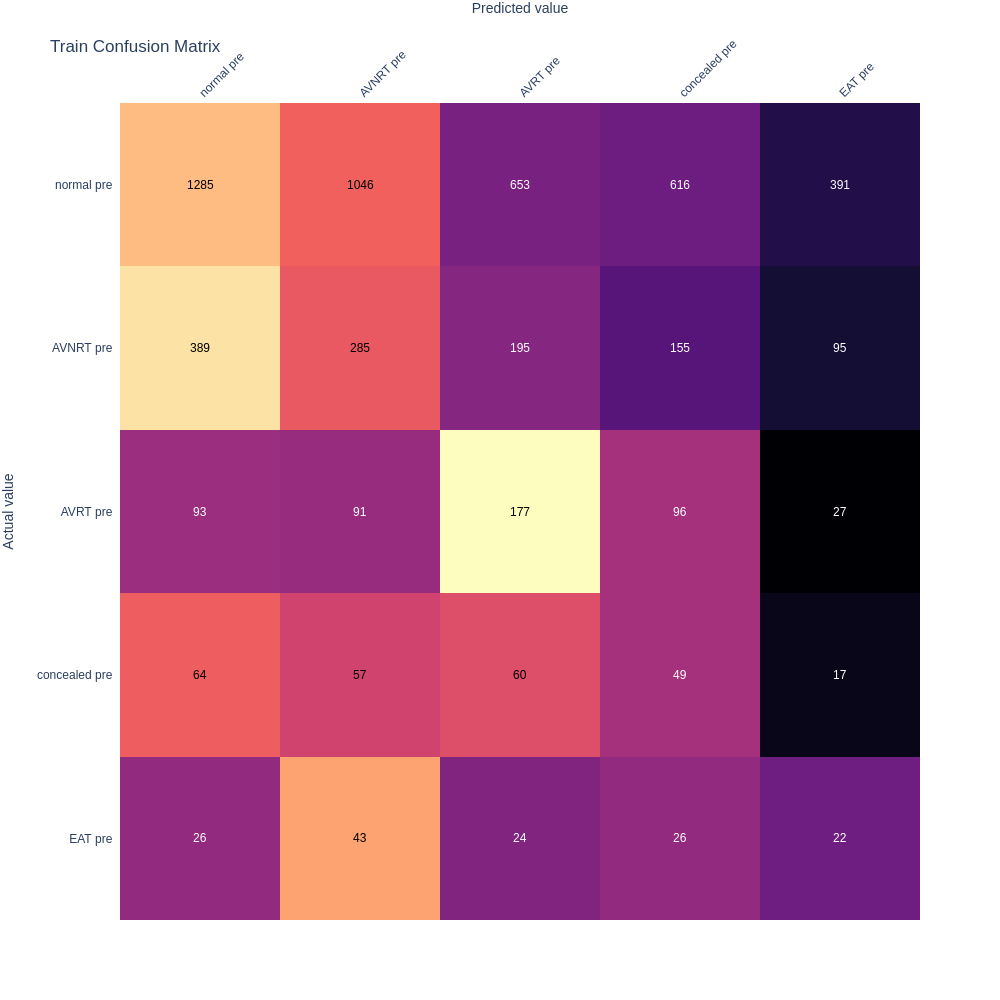 Predicted value
Train Confusion Matrix
normal pre
AVNRT pre
AVRT pre
concealed pre
EAT pre
normal pre 1285 1046 653 616 391
AVNRT pre 389 285 195 155 95
Actual value
AVRT pre 93 91 177 96 27
concealed pre 64 57 60 49 17
EAT pre 26 43 24 26 22